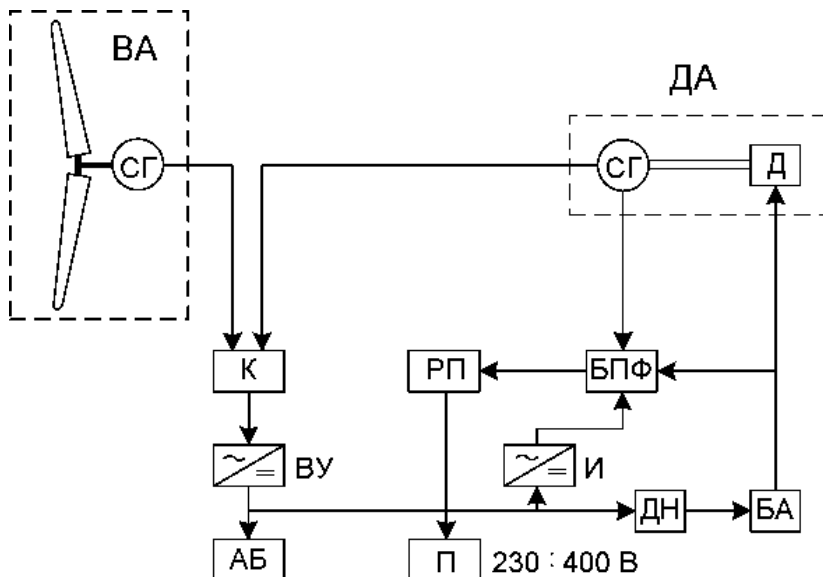 ВА
ДА
СГ
СГ
Д
К
РП
БПФ
~
=
ВУ
~
=
И
ДН
БА
АБ
П
230 : 400 В